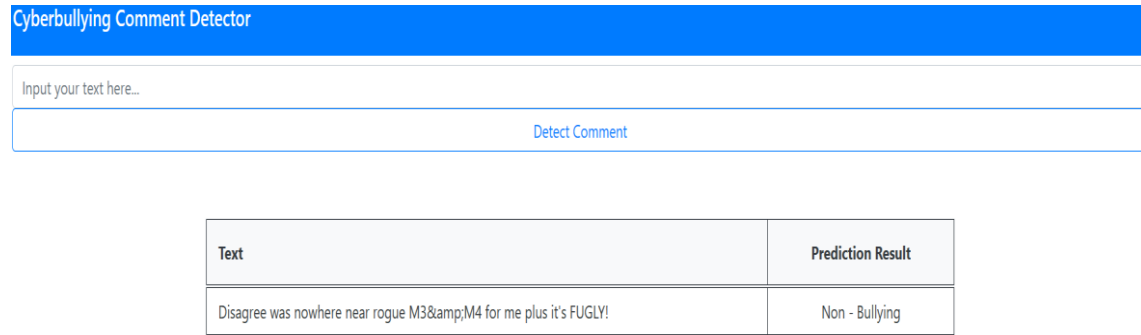 Cyberbullying Comment Detector
Input your text here...
Detect Comment
Text Prediction Result
Disagree was nowhere near rogue M3&amp;M4 for me plus it's FUGLY! Non - Bullying